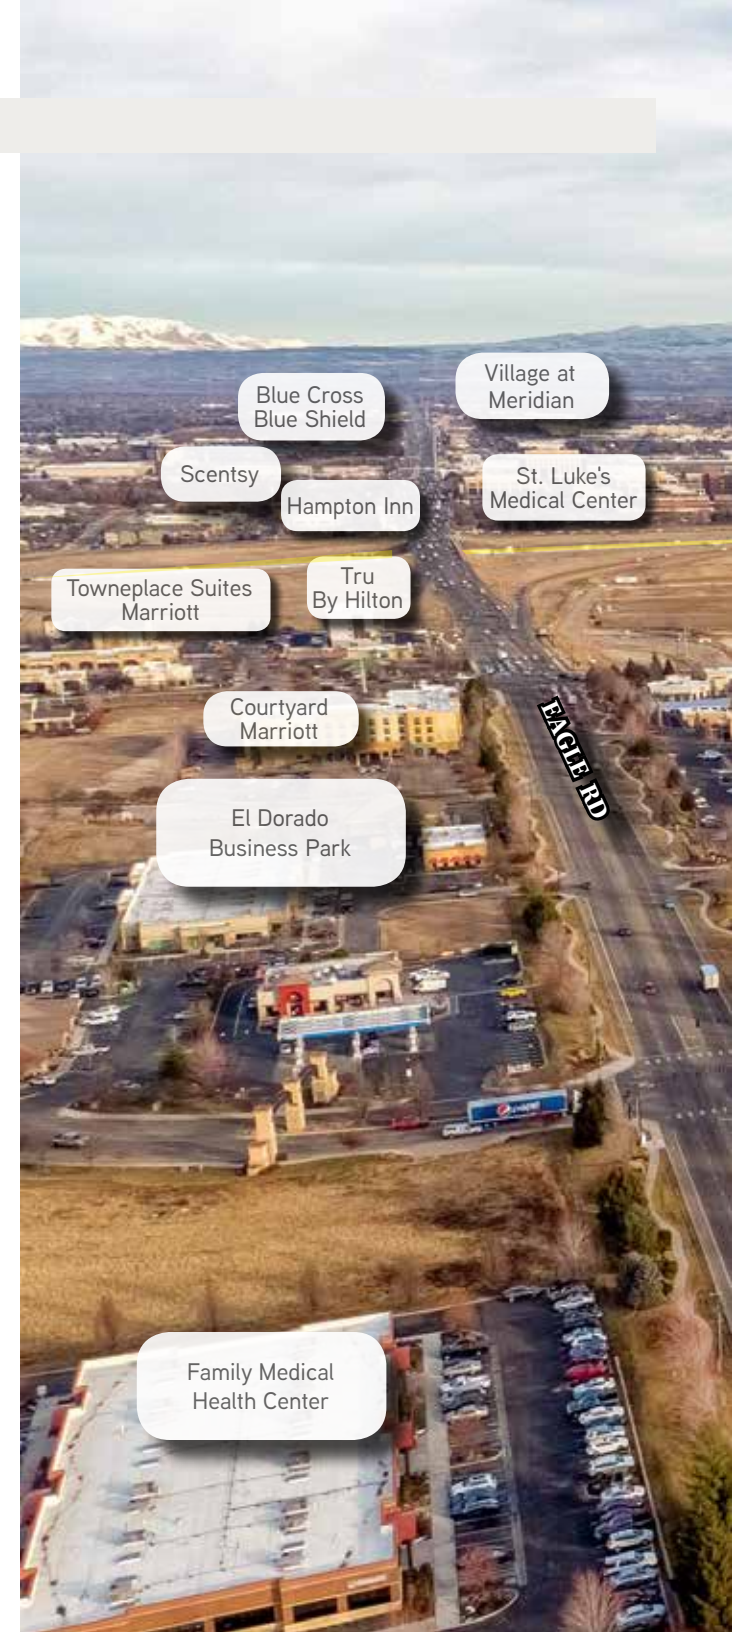 Village at
Meridian
Blue Cross
Blue Shield
Scentsy
St. Luke's
Medical Center
Hampton Inn
Tru
By Hilton
Towneplace Suites
Marriott
Courtyard
Marriott
EAGLE RD
El Dorado
Business Park
pepsi
Family Medical
Health Center